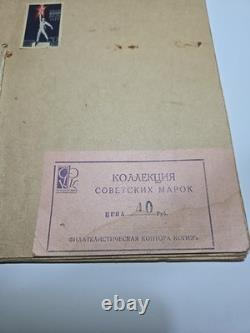 КОЛЛЕКЦИЯ
СОВЕТСКИХ МАРОК
ЦЕНА 40 РУБ.
ФИЛАТЕЛИСТИЧЕСКАЯ КОНТОРА КОГИЗ'а